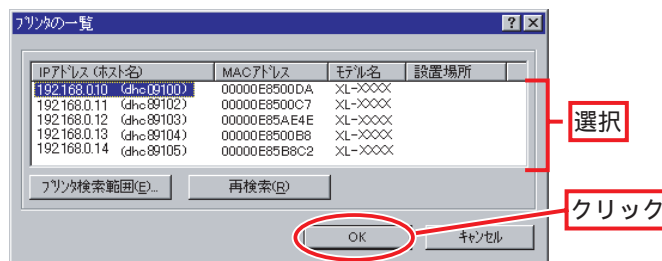 プリンタの一覧
IPアドレス(ホスト名) MACアドレス モデル名 設置場所
192.168.0.10 (dhc09100) 00000E8500DA XL-XXXX
192.168.0.11 (dhc89102) 00000E8500C7 XL-XXXX
192.168.0.12 (dhc89103) 00000E85AE4E XL-XXXX
192.168.0.13 (dhc89104) 00000E8500B8 XL-XXXX
192.168.0.14 (dhc89105) 00000E85B8C2 XL-XXXX
選択
プリンタ検索範囲(E)... 再検索(R)
クリック
OK キャンセル